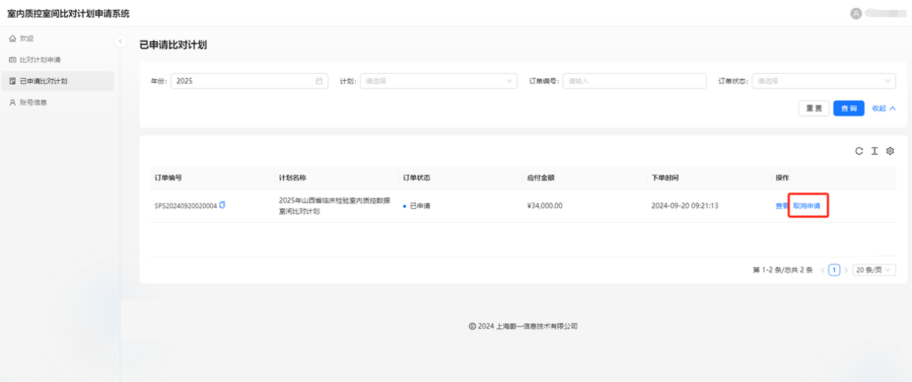 室内质控室间比对计划申请系统
欢迎
比对计划申请
已申请比对计划
账号信息
已申请比对计划
年份: 2025 计划: 请选择 订单编号: 请输入 订单状态: 请选择
重置 查询 收起
订单编号 计划名称 订单状态 应付金额 下单时间 操作
SPS20240920020004 2025年山西省临床检验室内质控数据室间比对计划 已申请 ¥34,000.00 2024-09-20 09:21:13 查看 取消申请
第 1-2 条/总共 2 条 1 20 条/页
© 2024 上海蓟一信息技术有限公司